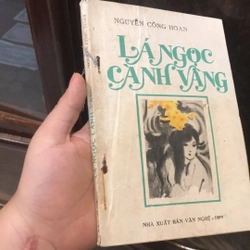 NGUYỄN CÔNG HOAN
LÁ NGỌC
CÀNH VÀNG
NHÀ XUẤT BẢN VĂN NGHỆ